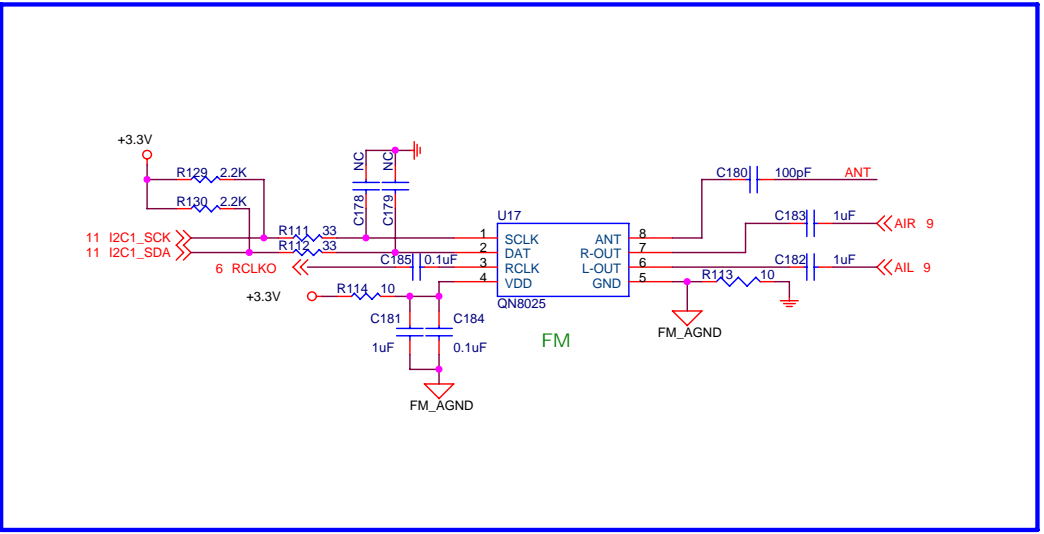 +3.3V
R129 2.2K
R130 2.2K
NC NC
C178 C179
C180 100pF ANT
U17
C183 1uF AIR 9
11 I2C1_SCK R111 33 1 SCLK ANT 8
11 I2C1_SDA R112 33 2 DAT R-OUT 7
6 RCLKO C185 0.1uF 3 RCLK L-OUT 6 C182 1uF AIL 9
+3.3V R114 10 4 VDD GND 5 R113 10
QN8025
C181 C184
1uF 0.1uF
FM
FM_AGND
FM_AGND